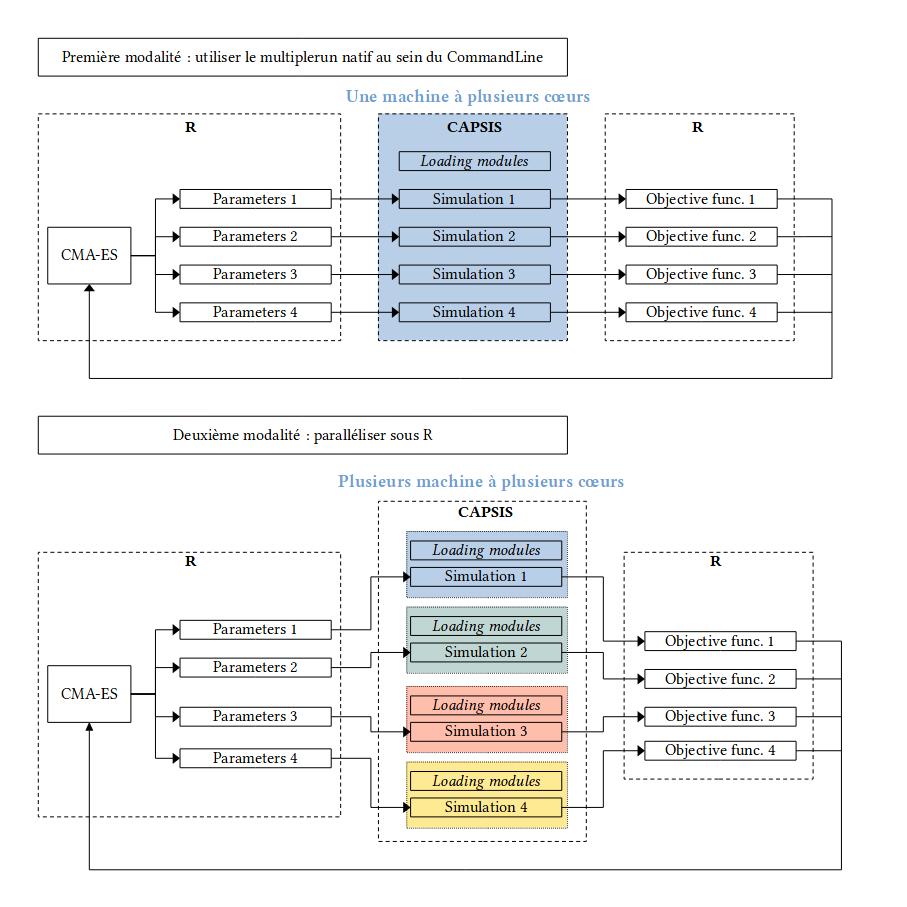 Première modalité : utiliser le multiplerun natif au sein du CommandLine
Une machine à plusieurs cœurs
R
CAPSIS
R
Loading modules
Parameters 1
Simulation 1
Objective func. 1
Parameters 2
Simulation 2
Objective func. 2
CMA-ES
Parameters 3
Simulation 3
Objective func. 3
Parameters 4
Simulation 4
Objective func. 4
Deuxième modalité : paralléliser sous R
Plusieurs machine à plusieurs cœurs
CAPSIS
R
R
Loading modules
Simulation 1
Parameters 1
Loading modules
Objective func. 1
Simulation 2
Parameters 2
Objective func. 2
CMA-ES
Loading modules
Parameters 3
Objective func. 3
Simulation 3
Objective func. 4
Parameters 4
Loading modules
Simulation 4